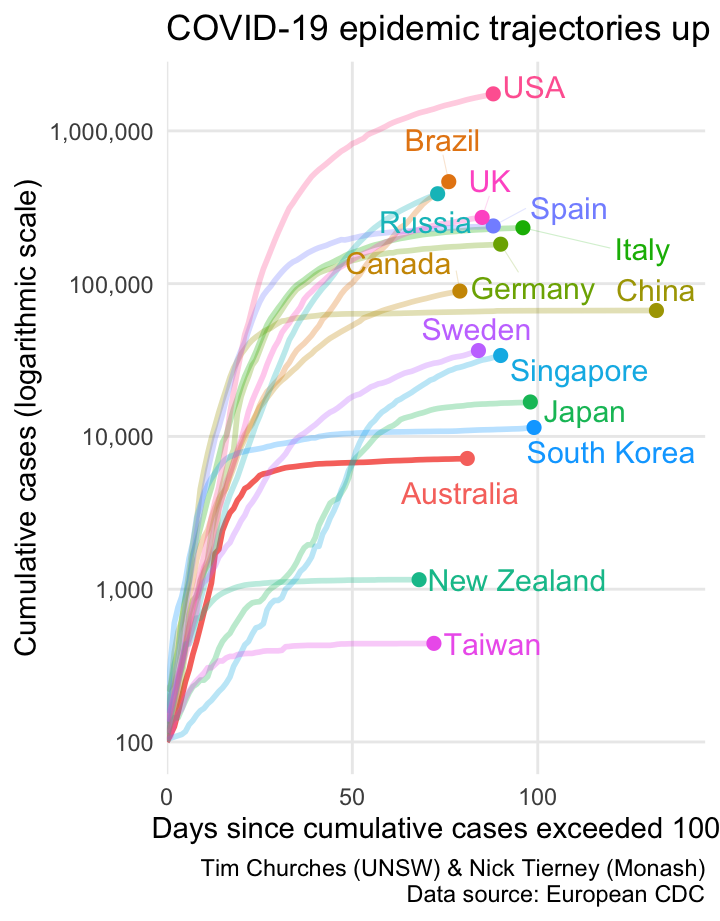 COVID-19 epidemic trajectories up
Cumulative cases (logarithmic scale)
1,000,000
100,000
10,000
1,000
100
USA
Brazil
UK
Russia
Spain
Italy
Canada
Germany
China
Sweden
Singapore
Japan
South Korea
Australia
New Zealand
Taiwan
0
50
100
Days since cumulative cases exceeded 100
Tim Churches (UNSW) & Nick Tierney (Monash)
Data source: European CDC